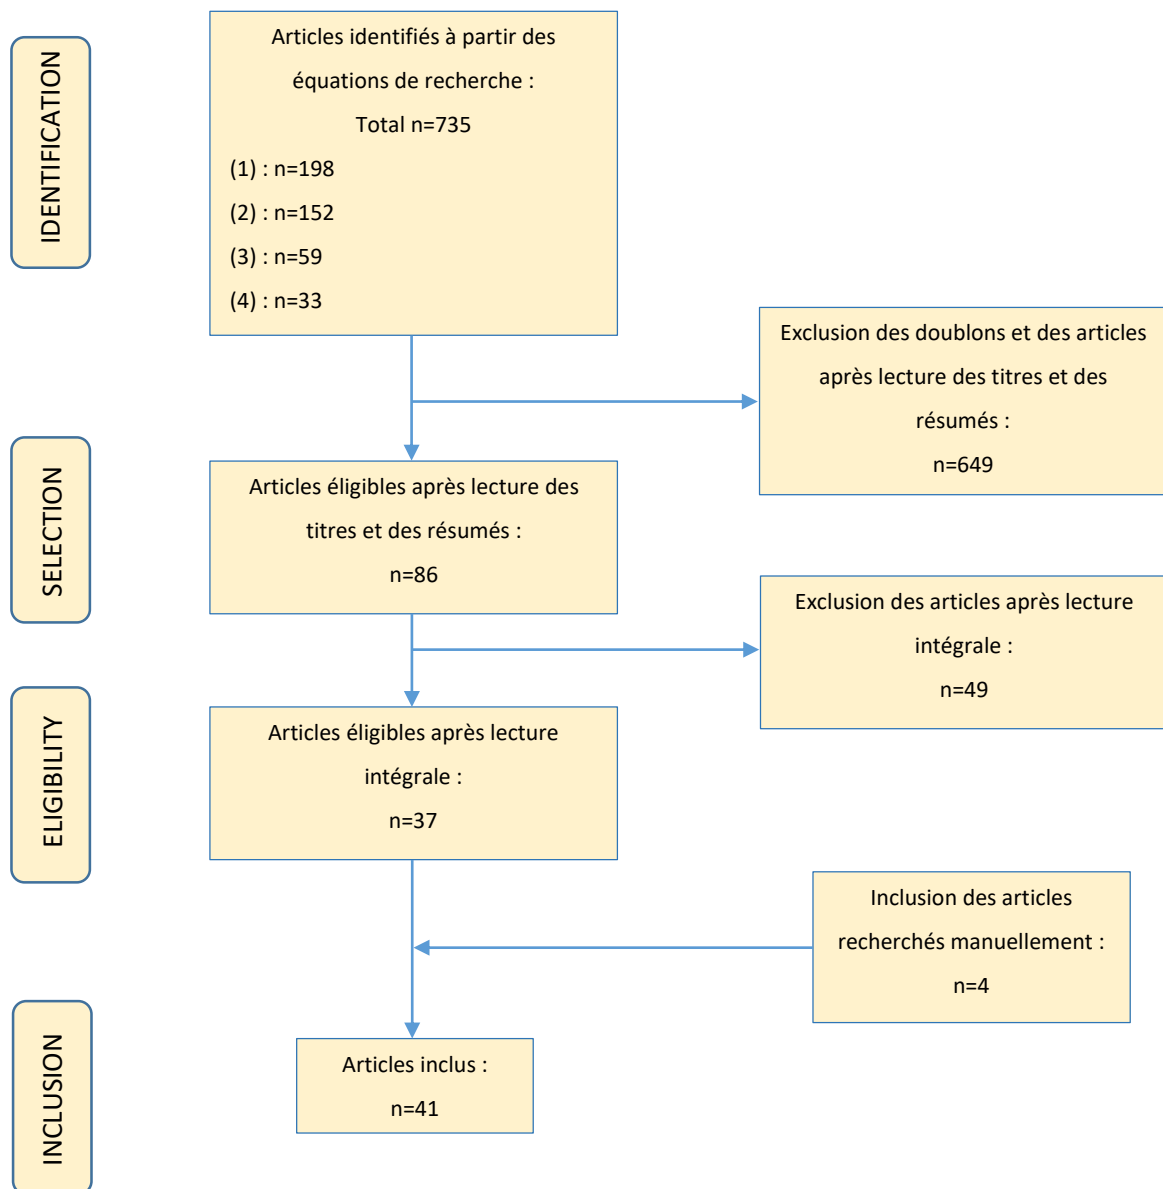 IDENTIFICATION
Articles identifiés à partir des
équations de recherche :
Total n=735
(1) : n=198
(2) : n=152
(3) : n=59
(4) : n=33
Exclusion des doublons et des articles
après lecture des titres et des
résumés :
n=649
SELECTION
Articles éligibles après lecture des
titres et des résumés :
n=86
Exclusion des articles après lecture
intégrale :
n=49
ELIGIBILITY
Articles éligibles après lecture
intégrale :
n=37
Inclusion des articles
recherchés manuellement :
n=4
INCLUSION
Articles inclus :
n=41